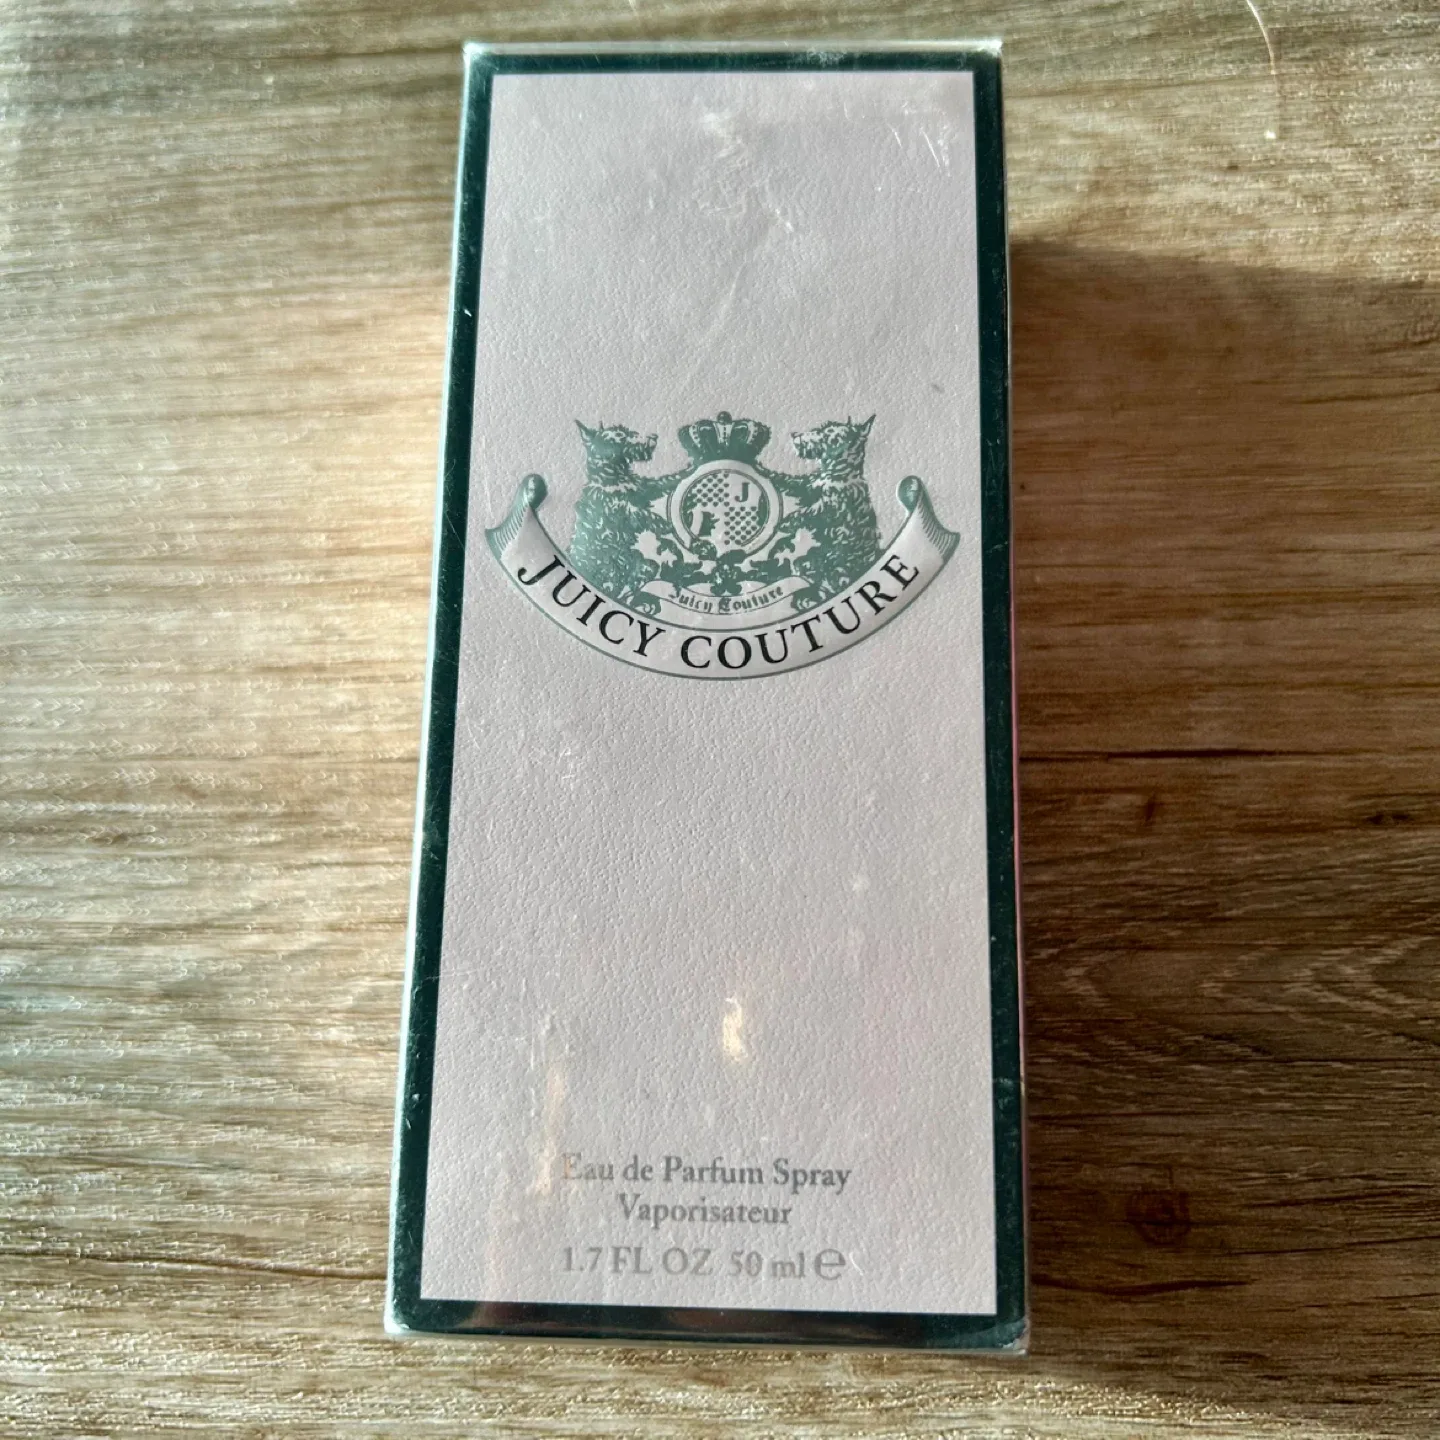 J
Juicy Couture
JUICY COUTURE
Eau de Parfum Spray
Vaporisateur
1.7 FL OZ 50 ml ℮